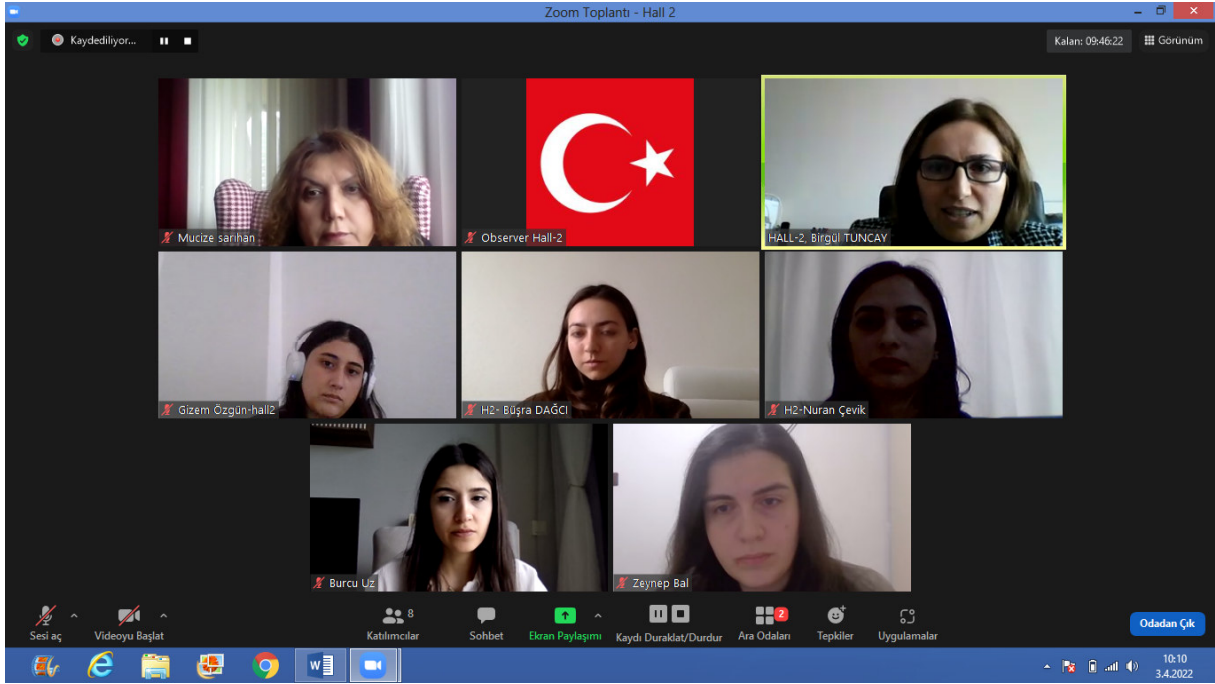 Zoom Toplantı - Hall 2
Kaydediliyor...
Kalan: 09:46:22
Görünüm
Mucize sarıhan
Observer Hall-2
HALL-2, Birgül TUNCAY
Gizem Özgün-hall2
H2- Büşra DAĞCI
H2-Nuran Çevik
Burcu Uz
Zeynep Bal
Sesi aç
Videoyu Başlat
8
Katılımcılar
Sohbet
Ekran Paylaşımı
Kaydı Duraklat/Durdur
2
Ara Odaları
Tepkiler
Uygulamalar
Odadan Çık
10:10
3.4.2022